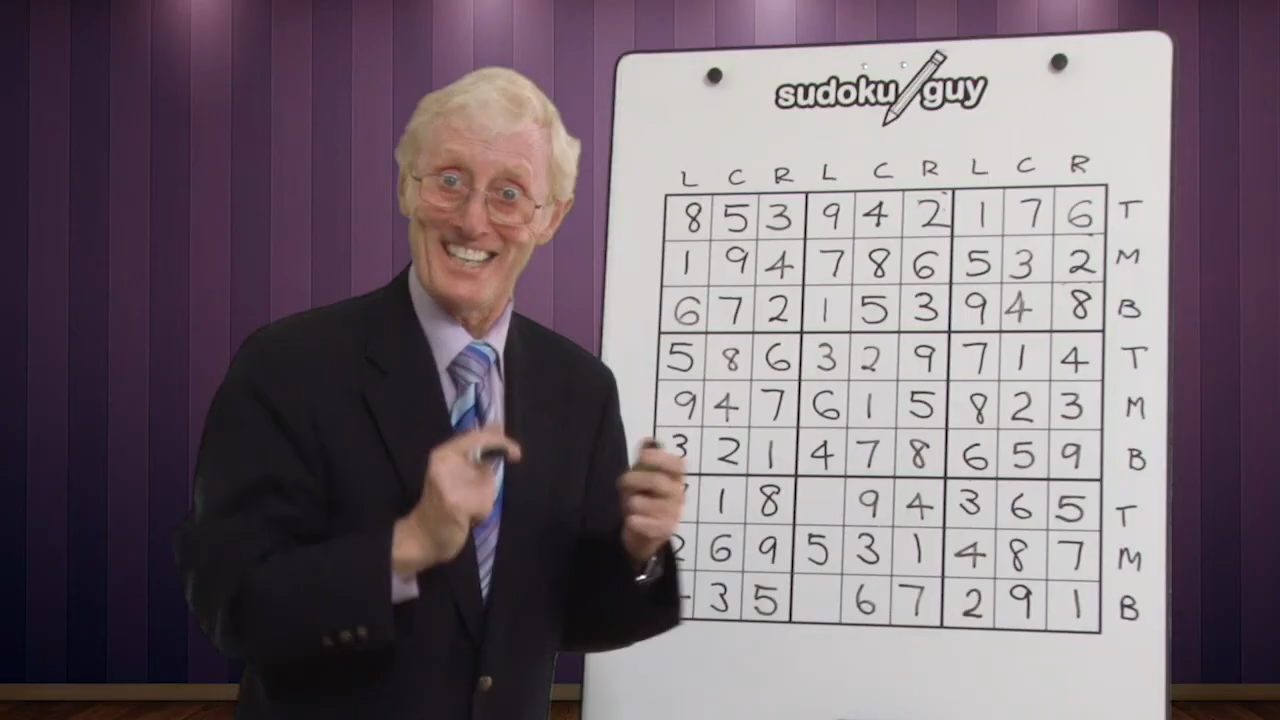 sudoku guy
L C R L C R L C R
8 5 3 9 4 2 1 7 6 T
1 9 4 7 8 6 5 3 2 M
6 7 2 1 5 3 9 4 8 B
5 8 6 3 2 9 7 1 4 T
9 4 7 6 1 5 8 2 3 M
3 2 1 4 7 8 6 5 9 B
1 8 9 4 3 6 5 T
2 6 9 5 3 1 4 8 7 M
3 5 6 7 2 9 1 B